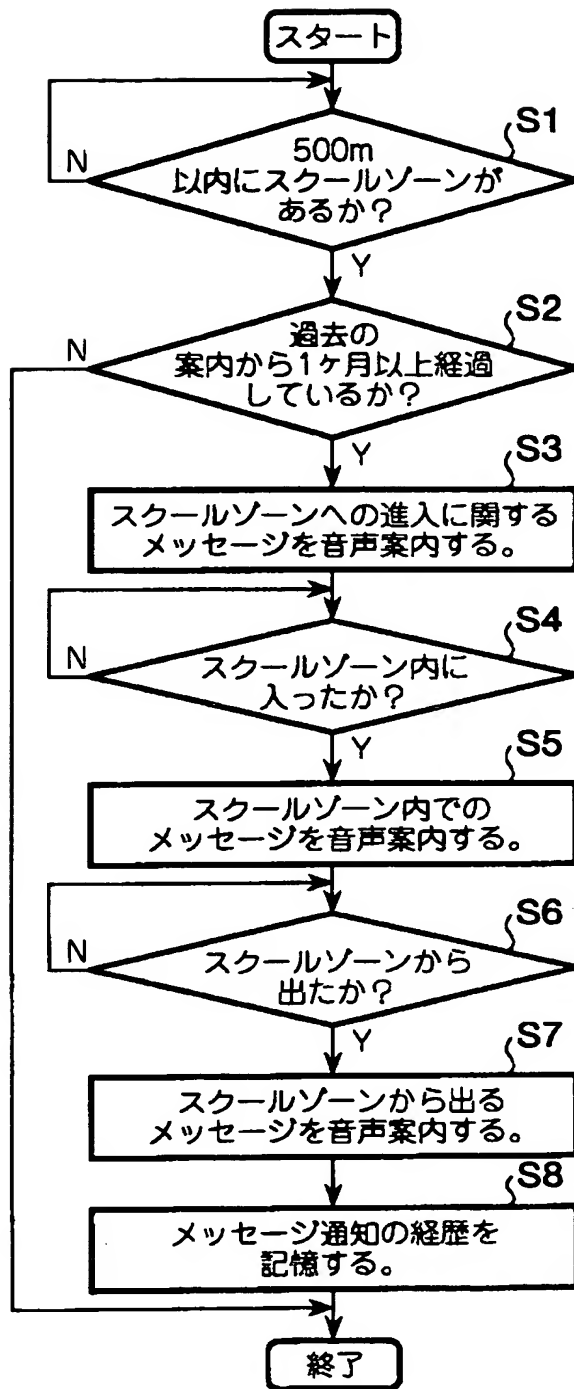 スタート
S1
500m
以内にスクールゾーンが
あるか？
N
Y
S2
過去の
案内から1ヶ月以上経過
しているか？
N
Y
S3
スクールゾーンへの進入に関する
メッセージを音声案内する。
S4
スクールゾーン内に
入ったか？
N
Y
S5
スクールゾーン内での
メッセージを音声案内する。
S6
スクールゾーンから
出たか？
N
Y
S7
スクールゾーンから出る
メッセージを音声案内する。
S8
メッセージ通知の経歴を
記憶する。
終了